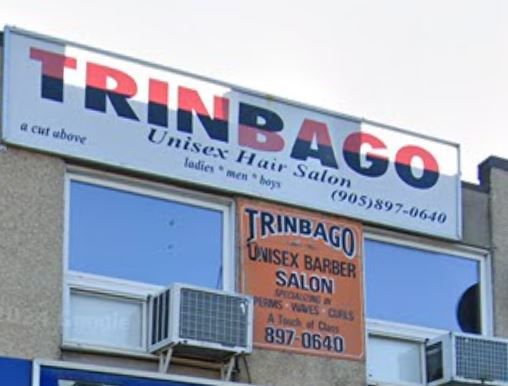 TRINBAGO
a cut above
Unisex Hair Salon
ladies * men * boys
(905)897-0640
TRINBAGO
UNISEX BARBER
SALON
SPECIALIZING IN
PERMS · WAVES · CURLS
A Touch of Class
897-0640
Google